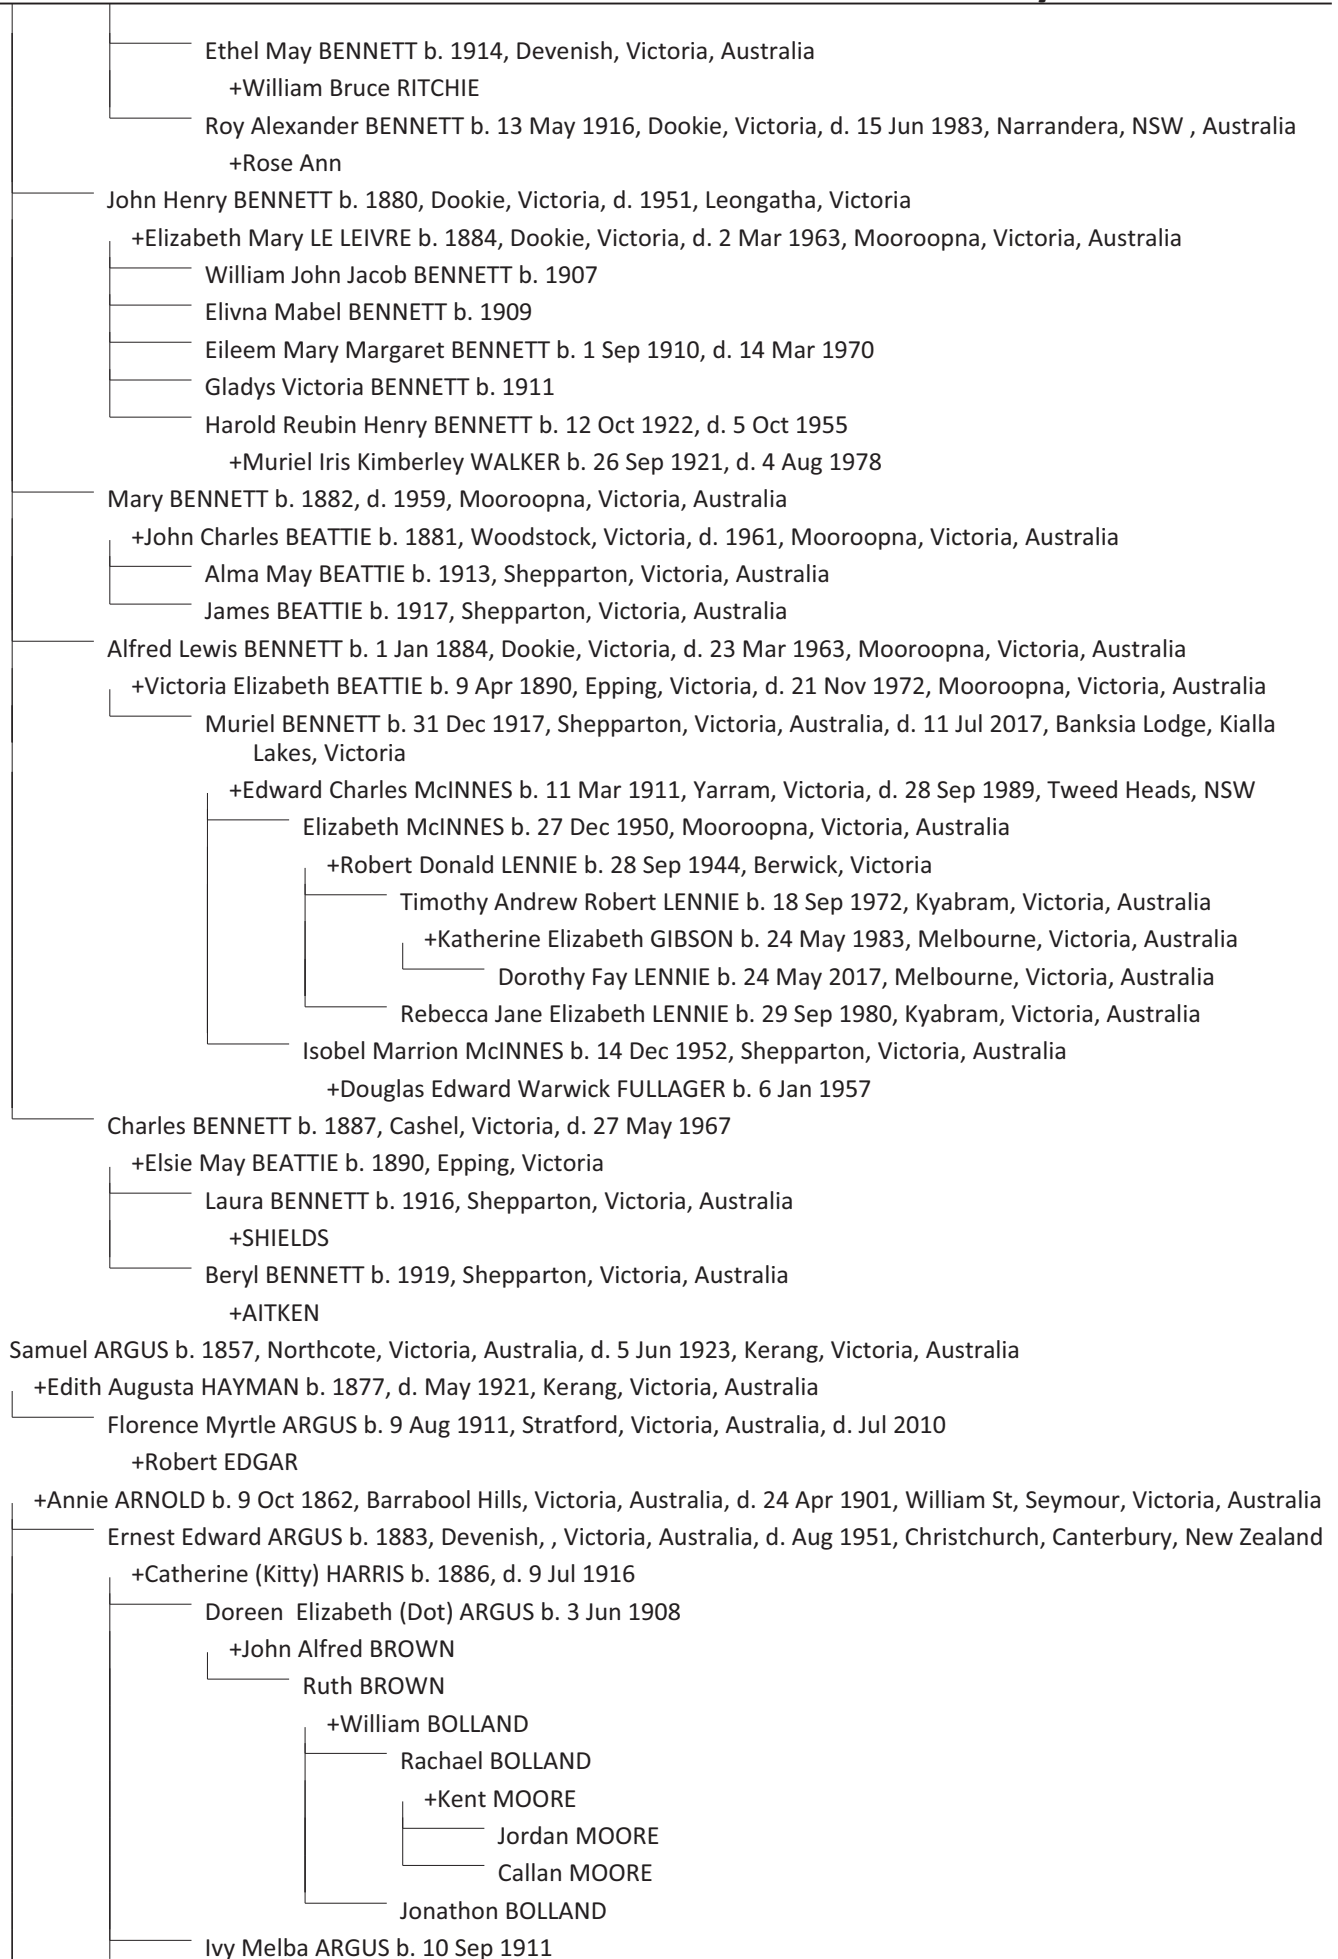 Ethel May BENNETT b. 1914, Devenish, Victoria, Australia
+William Bruce RITCHIE
Roy Alexander BENNETT b. 13 May 1916, Dookie, Victoria, d. 15 Jun 1983, Narrandera, NSW , Australia
+Rose Ann
John Henry BENNETT b. 1880, Dookie, Victoria, d. 1951, Leongatha, Victoria
+Elizabeth Mary LE LEIVRE b. 1884, Dookie, Victoria, d. 2 Mar 1963, Mooroopna, Victoria, Australia
William John Jacob BENNETT b. 1907
Elivna Mabel BENNETT b. 1909
Eileem Mary Margaret BENNETT b. 1 Sep 1910, d. 14 Mar 1970
Gladys Victoria BENNETT b. 1911
Harold Reubin Henry BENNETT b. 12 Oct 1922, d. 5 Oct 1955
+Muriel Iris Kimberley WALKER b. 26 Sep 1921, d. 4 Aug 1978
Mary BENNETT b. 1882, d. 1959, Mooroopna, Victoria, Australia
+John Charles BEATTIE b. 1881, Woodstock, Victoria, d. 1961, Mooroopna, Victoria, Australia
Alma May BEATTIE b. 1913, Shepparton, Victoria, Australia
James BEATTIE b. 1917, Shepparton, Victoria, Australia
Alfred Lewis BENNETT b. 1 Jan 1884, Dookie, Victoria, d. 23 Mar 1963, Mooroopna, Victoria, Australia
+Victoria Elizabeth BEATTIE b. 9 Apr 1890, Epping, Victoria, d. 21 Nov 1972, Mooroopna, Victoria, Australia
Muriel BENNETT b. 31 Dec 1917, Shepparton, Victoria, Australia, d. 11 Jul 2017, Banksia Lodge, Kialla
Lakes, Victoria
+Edward Charles McINNES b. 11 Mar 1911, Yarram, Victoria, d. 28 Sep 1989, Tweed Heads, NSW
Elizabeth McINNES b. 27 Dec 1950, Mooroopna, Victoria, Australia
+Robert Donald LENNIE b. 28 Sep 1944, Berwick, Victoria
Timothy Andrew Robert LENNIE b. 18 Sep 1972, Kyabram, Victoria, Australia
+Katherine Elizabeth GIBSON b. 24 May 1983, Melbourne, Victoria, Australia
Dorothy Fay LENNIE b. 24 May 2017, Melbourne, Victoria, Australia
Rebecca Jane Elizabeth LENNIE b. 29 Sep 1980, Kyabram, Victoria, Australia
Isobel Marrion McINNES b. 14 Dec 1952, Shepparton, Victoria, Australia
+Douglas Edward Warwick FULLAGER b. 6 Jan 1957
Charles BENNETT b. 1887, Cashel, Victoria, d. 27 May 1967
+Elsie May BEATTIE b. 1890, Epping, Victoria
Laura BENNETT b. 1916, Shepparton, Victoria, Australia
+SHIELDS
Beryl BENNETT b. 1919, Shepparton, Victoria, Australia
+AITKEN
Samuel ARGUS b. 1857, Northcote, Victoria, Australia, d. 5 Jun 1923, Kerang, Victoria, Australia
+Edith Augusta HAYMAN b. 1877, d. May 1921, Kerang, Victoria, Australia
Florence Myrtle ARGUS b. 9 Aug 1911, Stratford, Victoria, Australia, d. Jul 2010
+Robert EDGAR
+Annie ARNOLD b. 9 Oct 1862, Barrabool Hills, Victoria, Australia, d. 24 Apr 1901, William St, Seymour, Victoria, Australia
Ernest Edward ARGUS b. 1883, Devenish, , Victoria, Australia, d. Aug 1951, Christchurch, Canterbury, New Zealand
+Catherine (Kitty) HARRIS b. 1886, d. 9 Jul 1916
Doreen  Elizabeth (Dot) ARGUS b. 3 Jun 1908
+John Alfred BROWN
Ruth BROWN
+William BOLLAND
Rachael BOLLAND
+Kent MOORE
Jordan MOORE
Callan MOORE
Jonathon BOLLAND
Ivy Melba ARGUS b. 10 Sep 1911